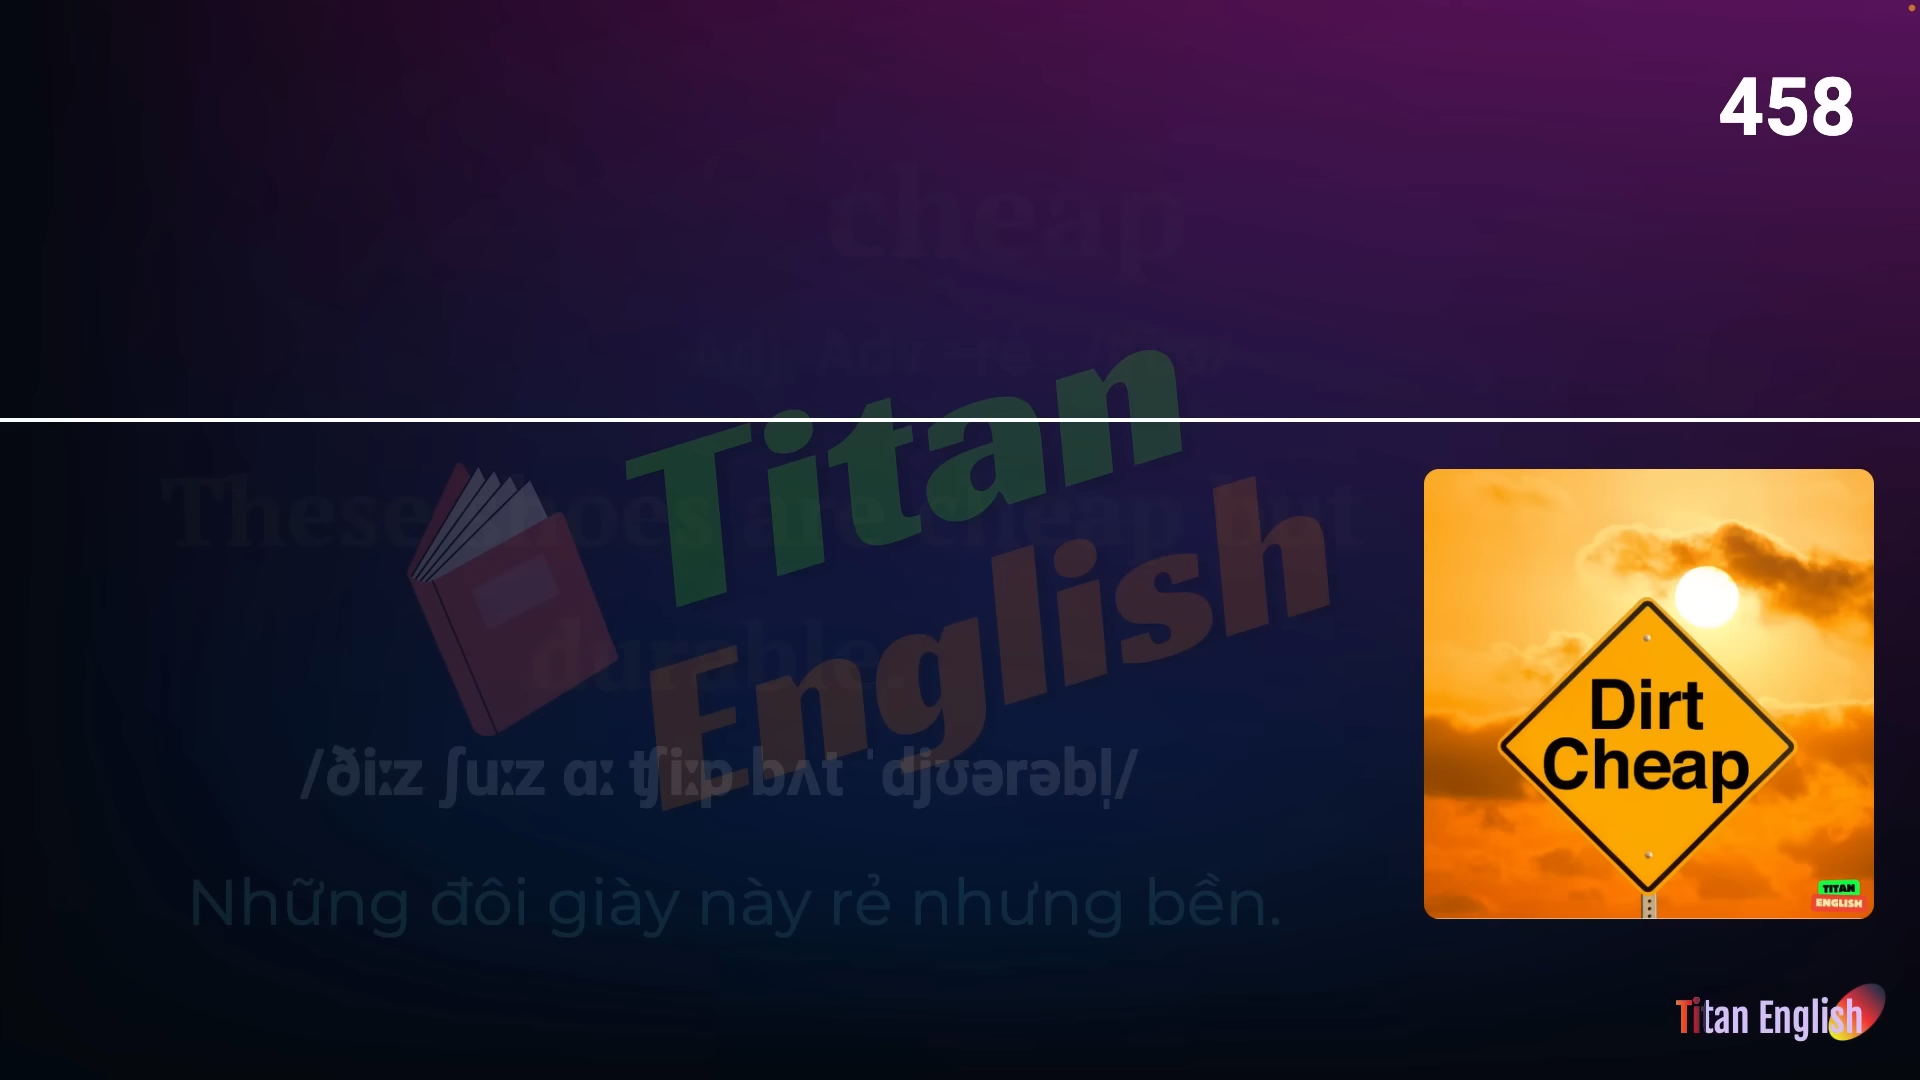 458
cheap
These shoes are cheap but
durable.
/ðiːz ʃuːz ɑː ʧiːp bʌt ˈdjʊərəbl̩/
Những đôi giày này rẻ nhưng bền.
Titan
English
Dirt
Cheap
TITAN
ENGLISH
Titan English